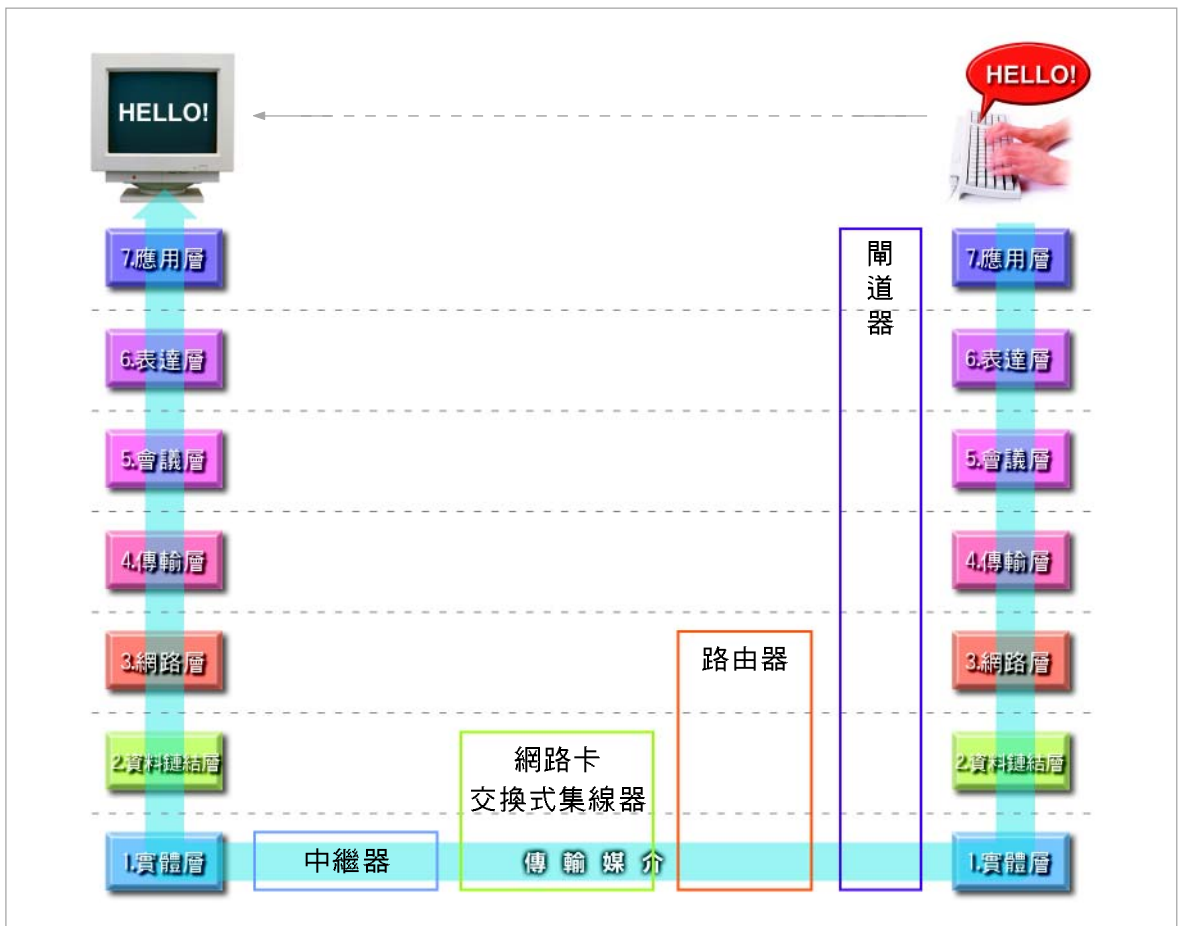 HELLO!
HELLO!
7.應用層
閘道器
7.應用層
6.表達層
6.表達層
5.會議層
5.會議層
4.傳輸層
4.傳輸層
3.網路層
路由器
3.網路層
2.資料鏈結層
網路卡
交換式集線器
2.資料鏈結層
1.實體層
中繼器
傳輸媒介
1.實體層